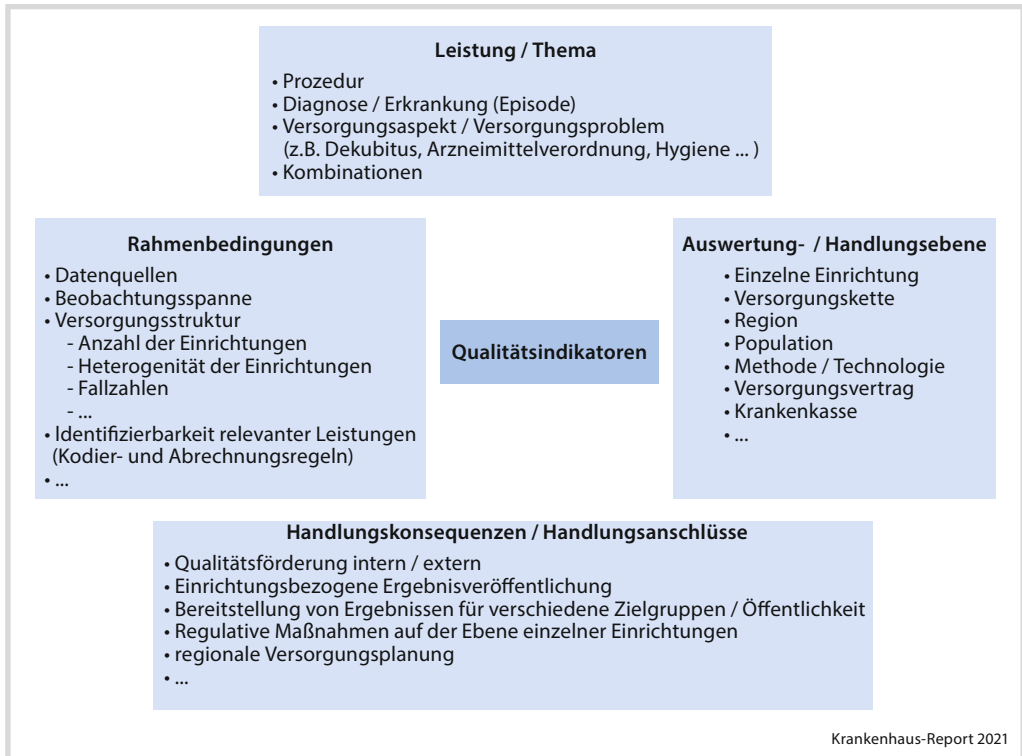 Leistung / Thema
• Prozedur
• Diagnose / Erkrankung (Episode)
• Versorgungsaspekt / Versorgungsproblem
(z.B. Dekubitus, Arzneimittelverordnung, Hygiene ... )
• Kombinationen
Rahmenbedingungen
• Datenquellen
• Beobachtungsspanne
• Versorgungsstruktur
- Anzahl der Einrichtungen
- Heterogenität der Einrichtungen
- Fallzahlen
- ...
• Identifizierbarkeit relevanter Leistungen
(Kodier- und Abrechnungsregeln)
• ...
Qualitätsindikatoren
Auswertung- / Handlungsebene
• Einzelne Einrichtung
• Versorgungskette
• Region
• Population
• Methode / Technologie
• Versorgungsvertrag
• Krankenkasse
• ...
Handlungskonsequenzen / Handlungsanschlüsse
• Qualitätsförderung intern / extern
• Einrichtungsbezogene Ergebnisveröffentlichung
• Bereitstellung von Ergebnissen für verschiedene Zielgruppen / Öffentlichkeit
• Regulative Maßnahmen auf der Ebene einzelner Einrichtungen
• regionale Versorgungsplanung
• ...
Krankenhaus-Report 2021